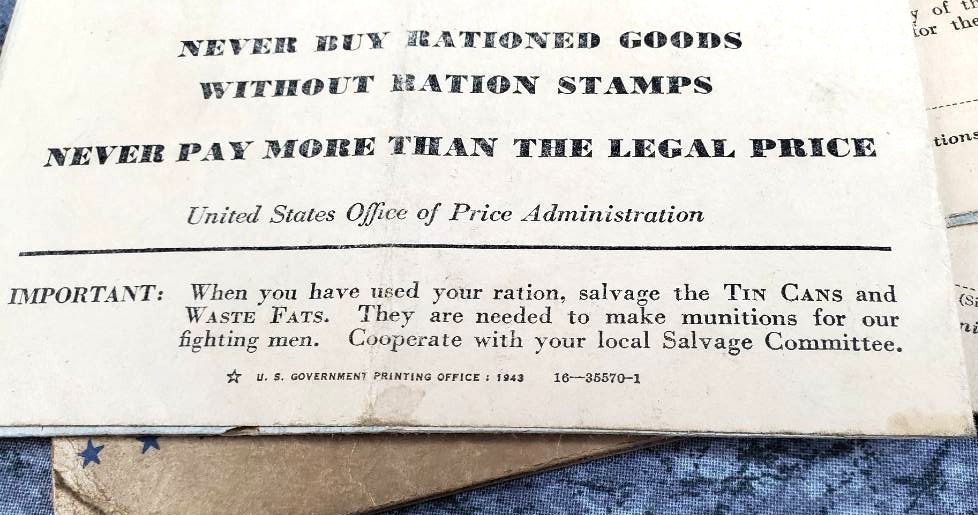 NEVER BUY RATIONED GOODS
WITHOUT RATION STAMPS
NEVER PAY MORE THAN THE LEGAL PRICE
United States Office of Price Administration
IMPORTANT: When you have used your ration, salvage the TIN CANS and
WASTE FATS. They are needed to make munitions for our
fighting men. Cooperate with your local Salvage Committee.
☆ U. S. GOVERNMENT PRINTING OFFICE : 1943 16—35570-1
of
for the